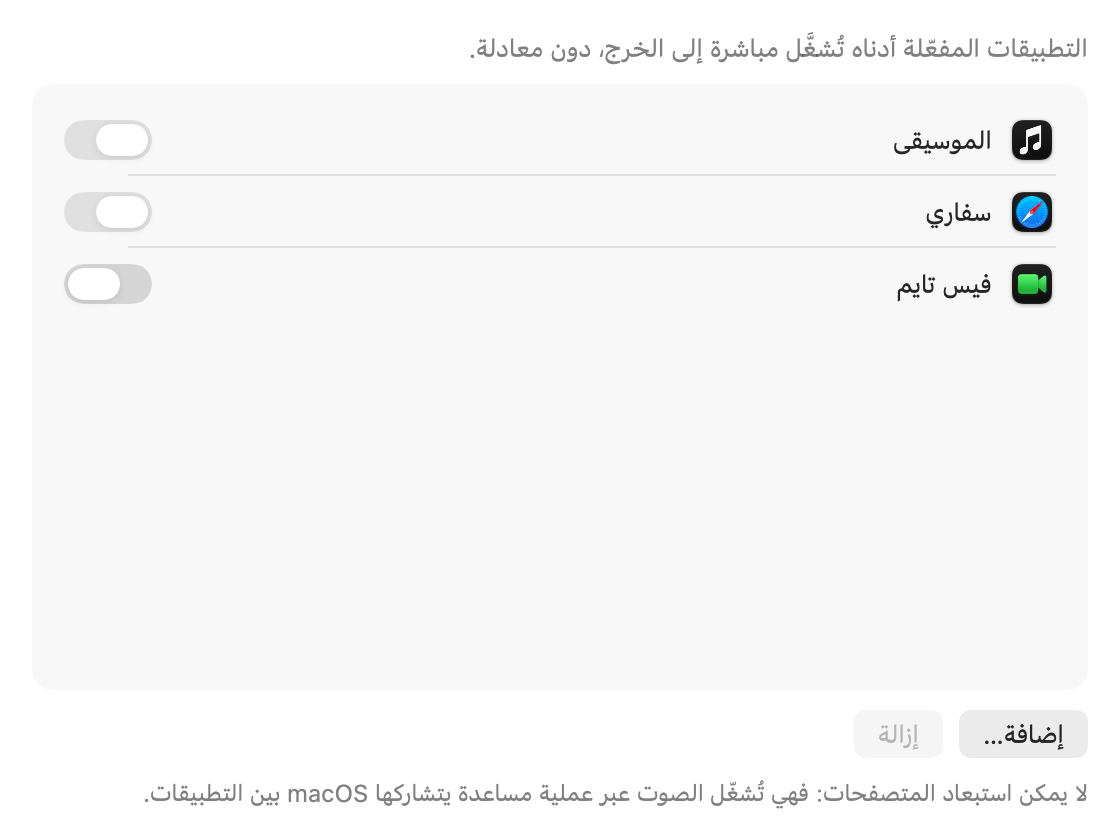 التطبيقات المفعّلة أدناه تُشغَّل مباشرة إلى الخرج، دون معادلة.
الموسيقى
سفاري
فيس تايم
إضافة...
إزالة
لا يمكن استبعاد المتصفحات: فهي تُشغّل الصوت عبر عملية مساعدة يتشاركها macOS بين التطبيقات.